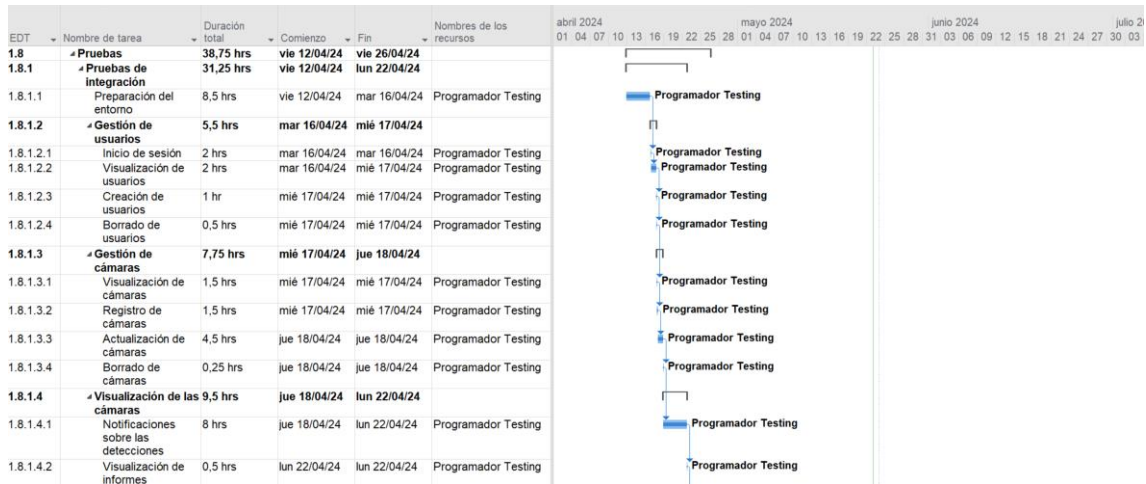 EDT Nombre de tarea Duración total Comienzo Fin Nombres de los recursos
abril 2024 mayo 2024 junio 2024 julio 2
01 04 07 10 13 16 19 22 25 28 01 04 07 10 13 16 19 22 25 28 31 03 06 09 12 15 18 21 24 27 30 03
1.8 Pruebas 38,75 hrs vie 12/04/24 vie 26/04/24
1.8.1 Pruebas de integración 31,25 hrs vie 12/04/24 lun 22/04/24
1.8.1.1 Preparación del entorno 8,5 hrs vie 12/04/24 mar 16/04/24 Programador Testing Programador Testing
1.8.1.2 Gestión de usuarios 5,5 hrs mar 16/04/24 mié 17/04/24
1.8.1.2.1 Inicio de sesión 2 hrs mar 16/04/24 mar 16/04/24 Programador Testing Programador Testing
1.8.1.2.2 Visualización de usuarios 2 hrs mar 16/04/24 mié 17/04/24 Programador Testing Programador Testing
1.8.1.2.3 Creación de usuarios 1 hr mié 17/04/24 mié 17/04/24 Programador Testing Programador Testing
1.8.1.2.4 Borrado de usuarios 0,5 hrs mié 17/04/24 mié 17/04/24 Programador Testing Programador Testing
1.8.1.3 Gestión de cámaras 7,75 hrs mié 17/04/24 jue 18/04/24
1.8.1.3.1 Visualización de cámaras 1,5 hrs mié 17/04/24 mié 17/04/24 Programador Testing Programador Testing
1.8.1.3.2 Registro de cámaras 1,5 hrs mié 17/04/24 mié 17/04/24 Programador Testing Programador Testing
1.8.1.3.3 Actualización de cámaras 4,5 hrs jue 18/04/24 jue 18/04/24 Programador Testing Programador Testing
1.8.1.3.4 Borrado de cámaras 0,25 hrs jue 18/04/24 jue 18/04/24 Programador Testing Programador Testing
1.8.1.4 Visualización de las cámaras 9,5 hrs jue 18/04/24 lun 22/04/24
1.8.1.4.1 Notificaciones sobre las detecciones 8 hrs jue 18/04/24 lun 22/04/24 Programador Testing Programador Testing
1.8.1.4.2 Visualización de informes 0,5 hrs lun 22/04/24 lun 22/04/24 Programador Testing Programador Testing